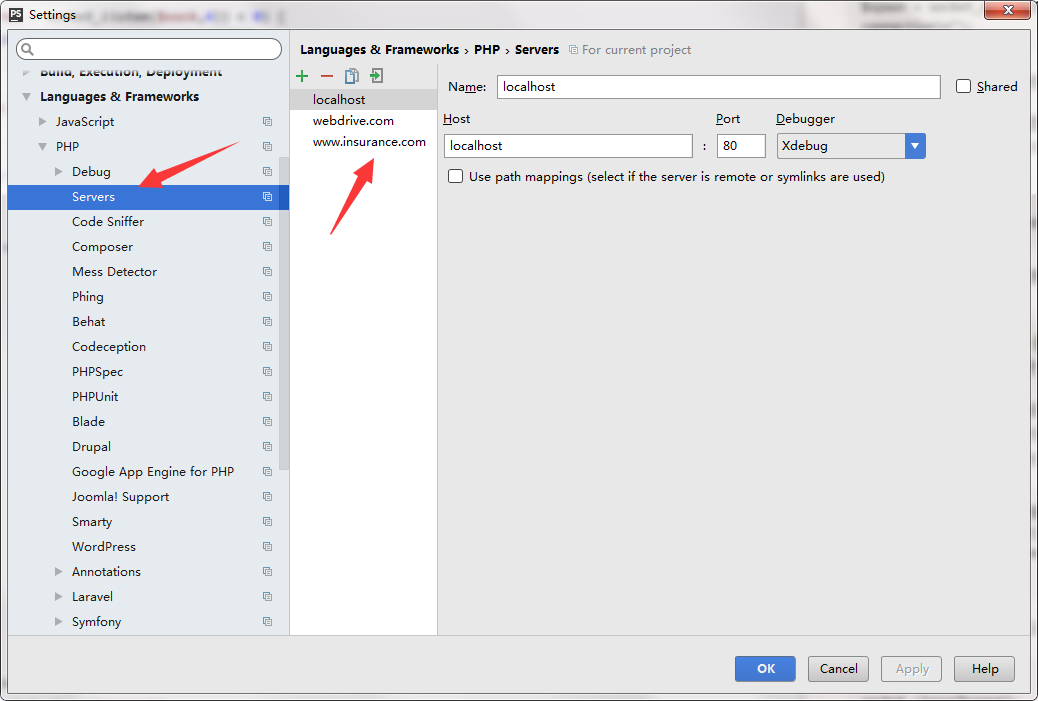 PS Settings
Build, Execution, Deployment
Languages & Frameworks
JavaScript
PHP
Debug
Servers
Code Sniffer
Composer
Mess Detector
Phing
Behat
Codeception
PHPSpec
PHPUnit
Blade
Drupal
Google App Engine for PHP
Joomla! Support
Smarty
WordPress
Annotations
Laravel
Symfony
Languages & Frameworks › PHP › Servers For current project
localhost
webdrive.com
www.insurance.com
Name: localhost Shared
Host Port Debugger
localhost : 80 Xdebug
Use path mappings (select if the server is remote or symlinks are used)
OK Cancel Apply Help